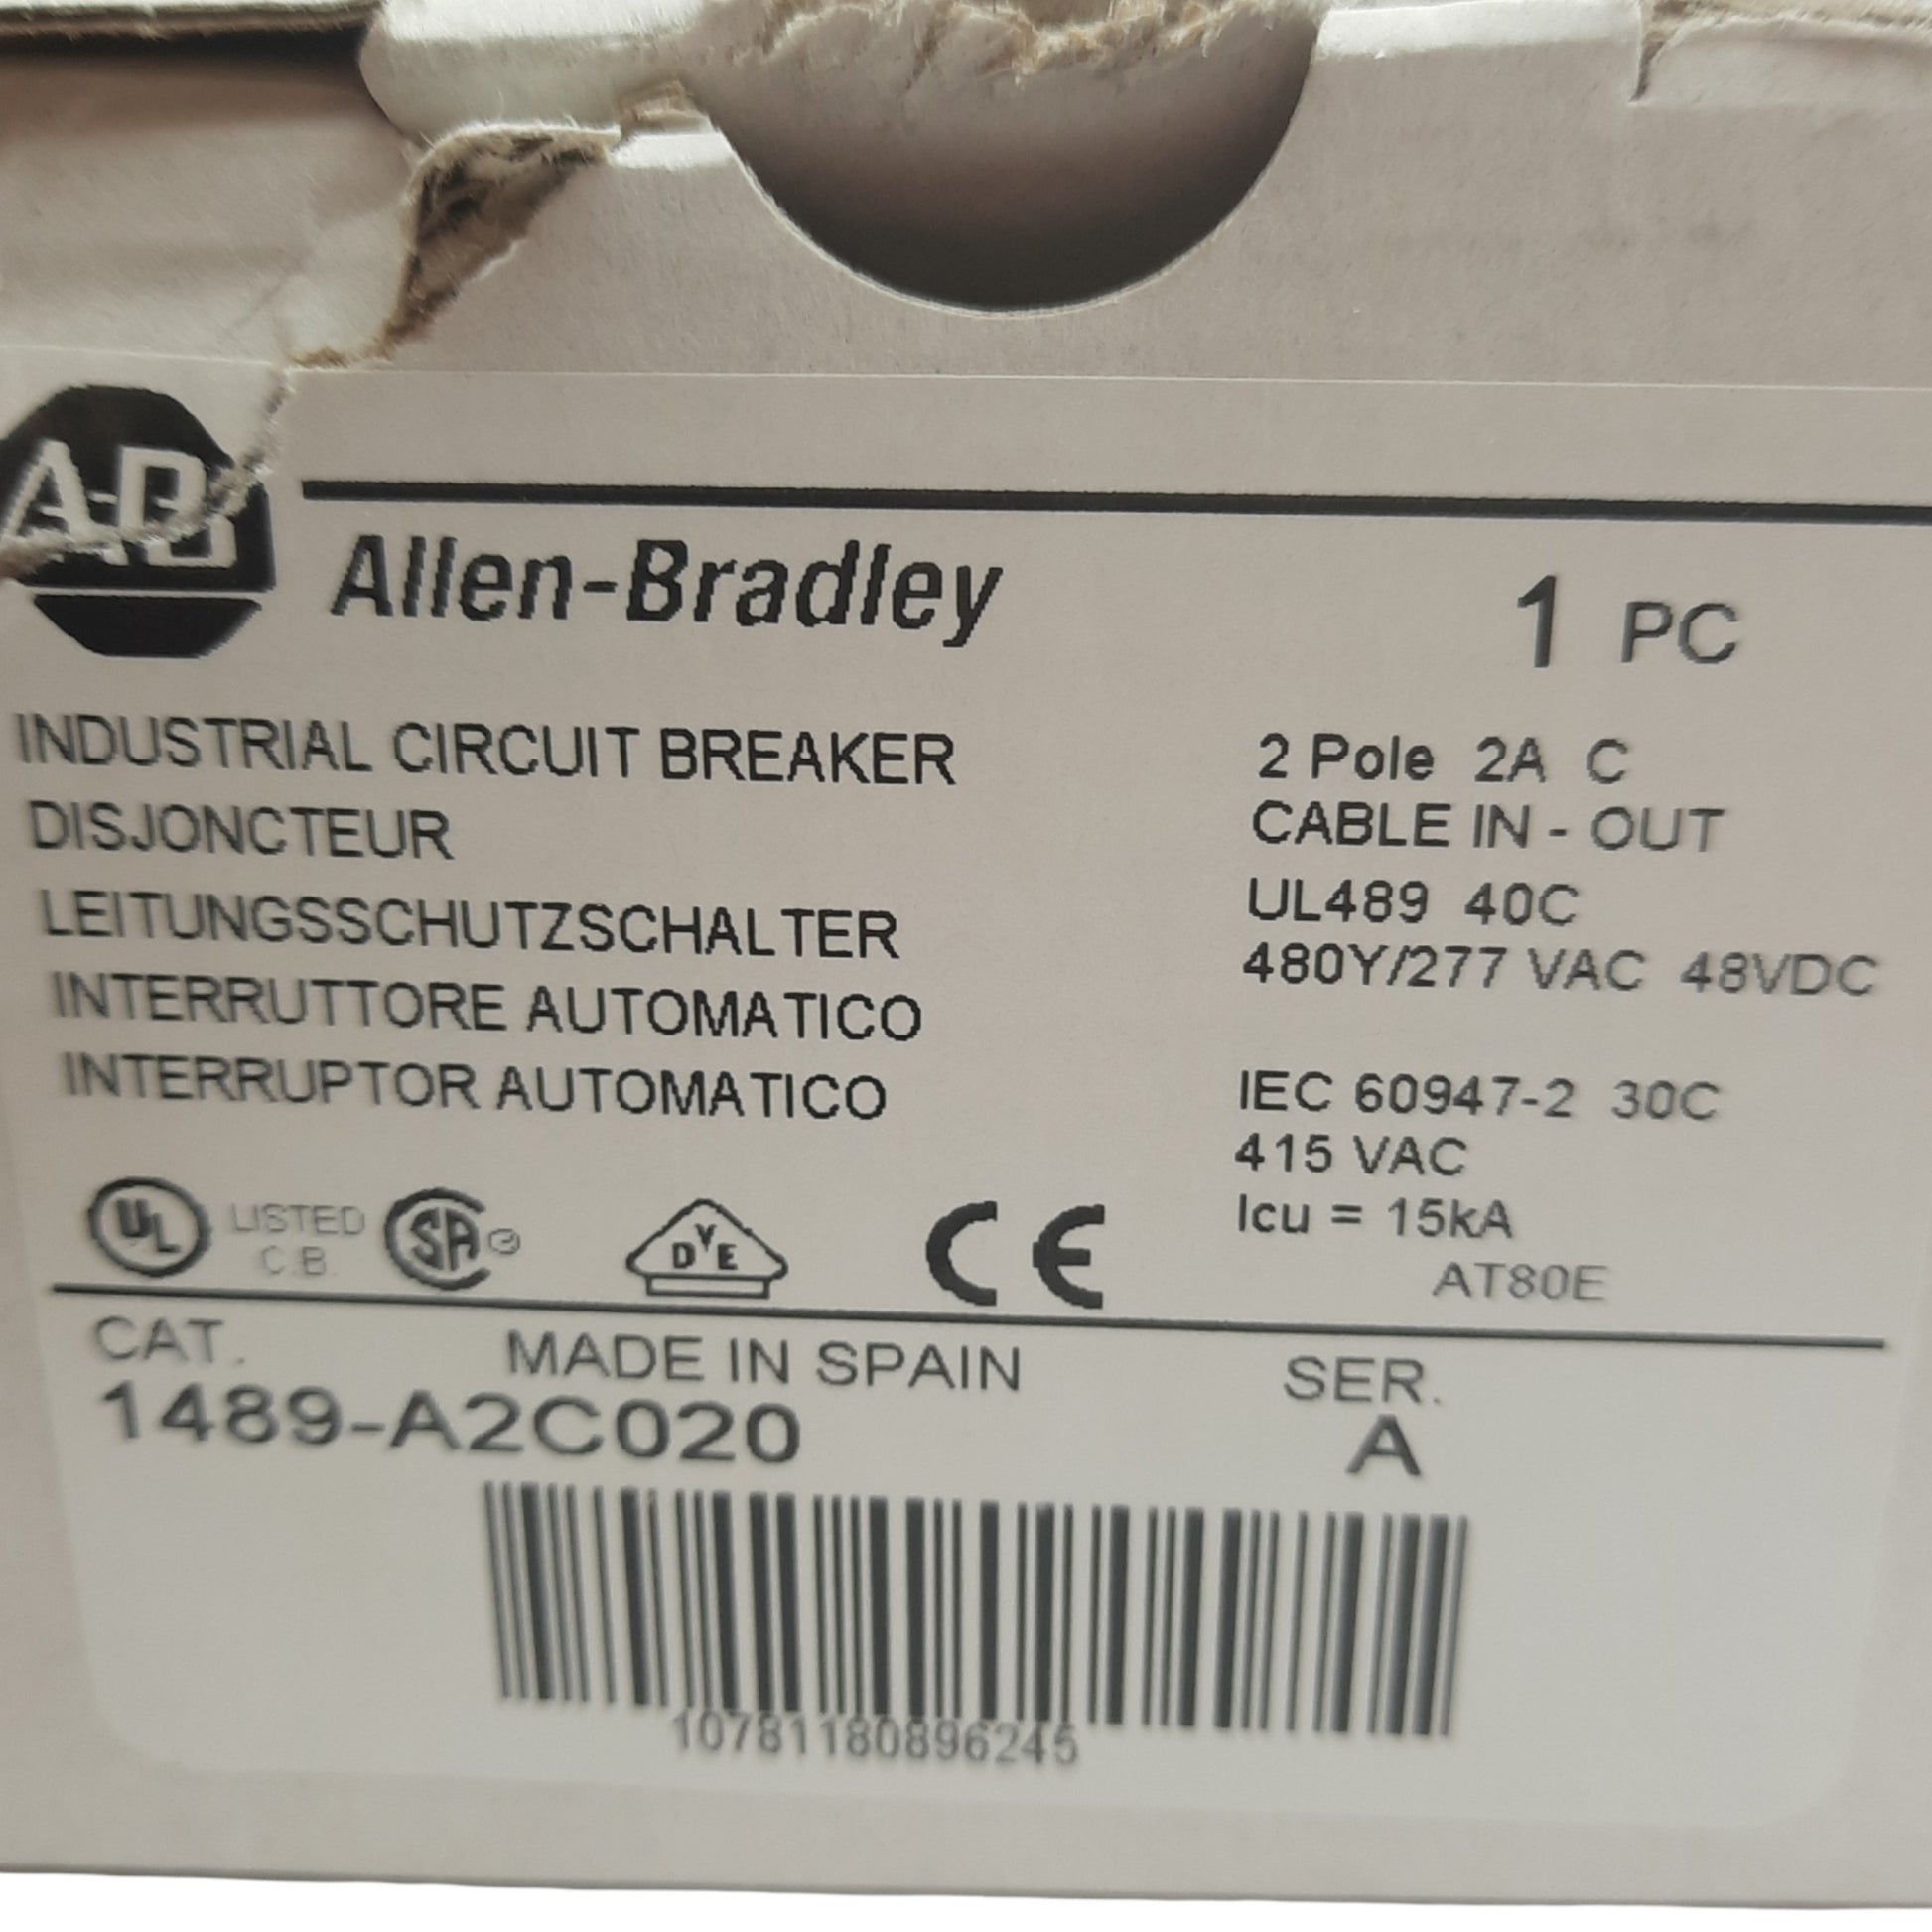 AB
Allen-Bradley
1 PC
INDUSTRIAL CIRCUIT BREAKER
DISJONCTEUR
LEITUNGSSCHUTZSCHALTER
INTERRUTTORE AUTOMATICO
INTERRUPTOR AUTOMATICO
2 Pole 2A C
CABLE IN - OUT
UL489 40C
480Y/277 VAC 48VDC
IEC 60947-2 30C
415 VAC
Icu = 15kA
AT80E
UL LISTED
C.B.
SA ®
DVE
CE
CAT.
1489-A2C020
MADE IN SPAIN
SER.
A
10781180896245